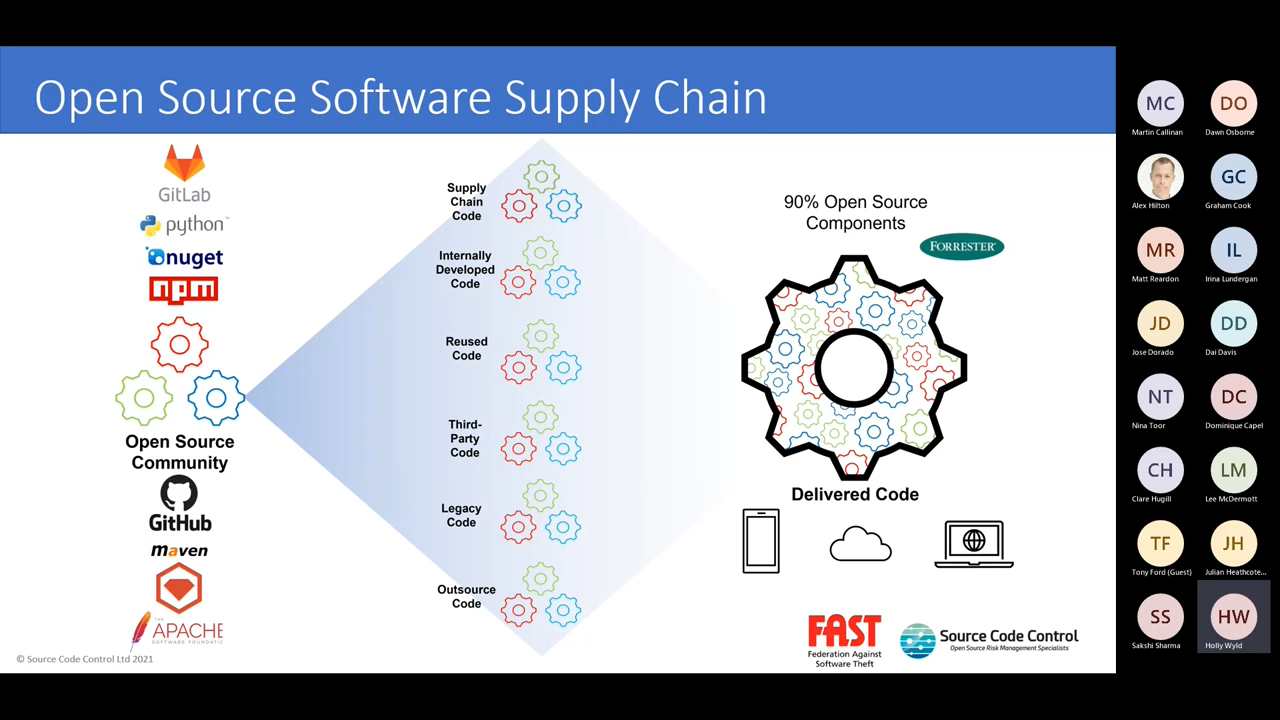 Open Source Software Supply Chain
GitLab
python™
nuget
npm
Open Source
Community
GitHub
maven
THE
APACHE
SOFTWARE FOUNDATIC
© Source Code Control Ltd 2021
Supply
Chain
Code
Internally
Developed
Code
Reused
Code
Third-
Party
Code
Legacy
Code
Outsource
Code
90% Open Source
Components
FORRESTER®
Delivered Code
FAST
Federation Against
Software Theft
Source Code Control
Open Source Risk Management Specialists
MC
DO
Martin Callinan
Dawn Osborne
GC
Alex Hilton
Graham Cook
MR
IL
Matt Reardon
Irina Lundergan
JD
DD
Jose Dorado
Dai Davis
NT
DC
Nina Toor
Dominique Capel
CH
LM
Clare Hugill
Lee McDermott
TF
JH
Tony Ford (Guest)
Julian Heathcote...
SS
HW
Sakshi Sharma
Holly Wyld